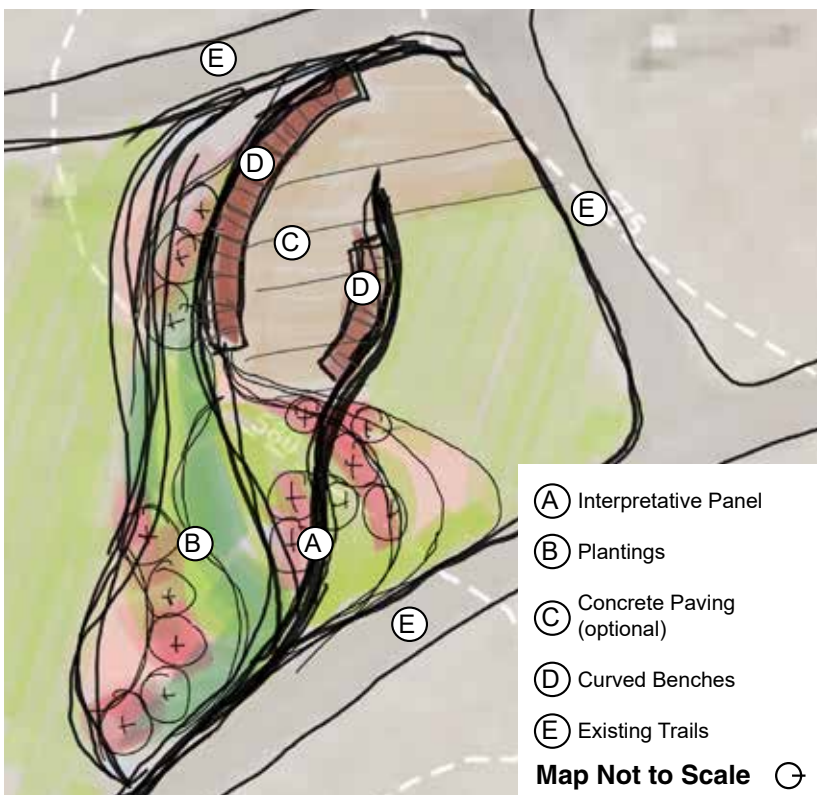 E
D
E
C
D
B
A
E
A Interpretative Panel
B Plantings
C Concrete Paving
(optional)
D Curved Benches
E Existing Trails
Map Not to Scale